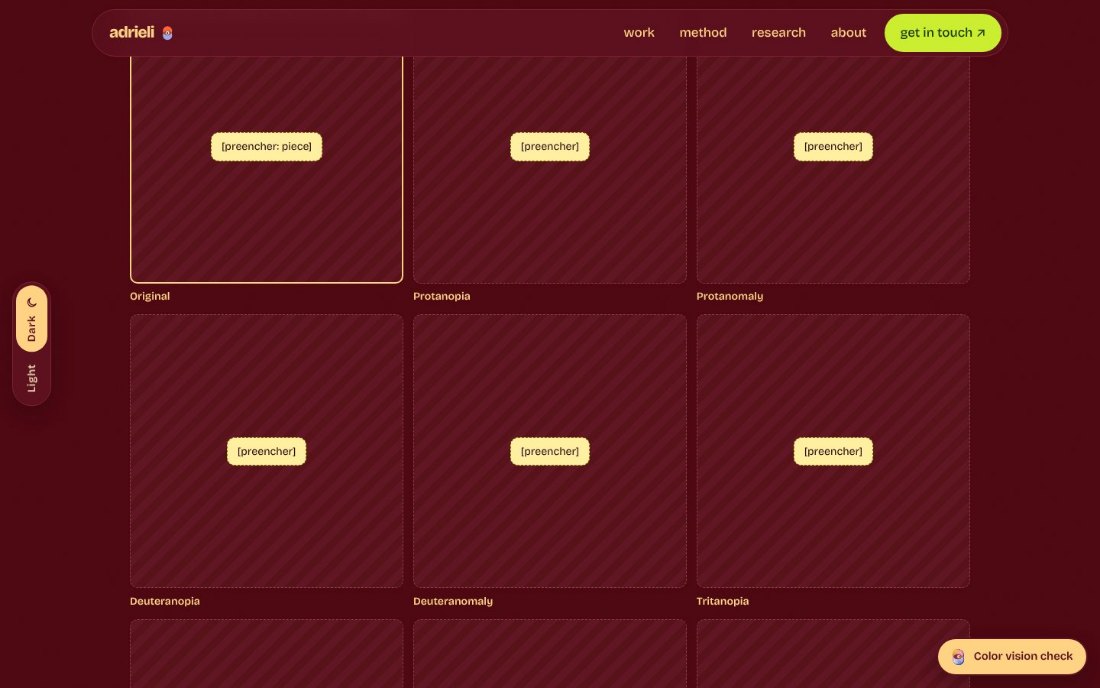 adrieli
work
method
research
about
get in touch ↗
[preencher: piece]
[preencher]
[preencher]
Original
Protanopia
Protanomaly
Dark
Light
[preencher]
[preencher]
[preencher]
Deuteranopia
Deuteranomaly
Tritanopia
Color vision check